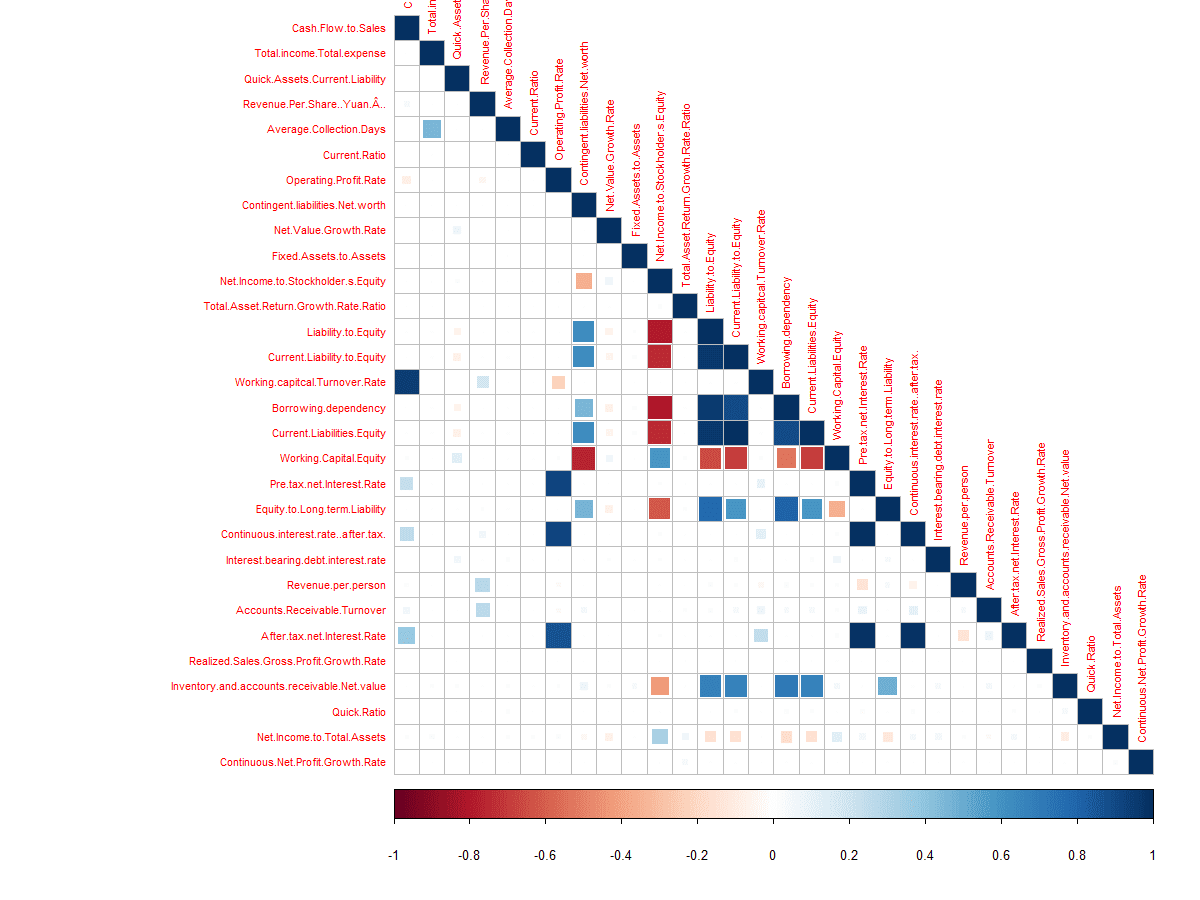 Cash.Flow.to.Sales
Total.income.Total.expense
Quick.Assets.Current.Liability
Revenue.Per.Share..Yuan.Â..
Average.Collection.Days
Current.Ratio
Operating.Profit.Rate
Contingent.liabilities.Net.worth
Net.Value.Growth.Rate
Fixed.Assets.to.Assets
Net.Income.to.Stockholder.s.Equity
Total.Asset.Return.Growth.Rate.Ratio
Liability.to.Equity
Current.Liability.to.Equity
Working.capitcal.Turnover.Rate
Borrowing.dependency
Current.Liabilities.Equity
Working.Capital.Equity
Pre.tax.net.Interest.Rate
Equity.to.Long.term.Liability
Continuous.interest.rate..after.tax.
Interest.bearing.debt.interest.rate
Revenue.per.person
Accounts.Receivable.Turnover
After.tax.net.Interest.Rate
Realized.Sales.Gross.Profit.Growth.Rate
Inventory.and.accounts.receivable.Net.value
Quick.Ratio
Net.Income.to.Total.Assets
Continuous.Net.Profit.Growth.Rate
C
Total.in
Quick.Asset
Revenue.Per.Sha
Average.Collection.Day
Current.Ratio
Operating.Profit.Rate
Contingent.liabilities.Net.worth
Net.Value.Growth.Rate
Fixed.Assets.to.Assets
Net.Income.to.Stockholder.s.Equity
Total.Asset.Return.Growth.Rate.Ratio
Liability.to.Equity
Current.Liability.to.Equity
Working.capitcal.Turnover.Rate
Borrowing.dependency
Current.Liabilities.Equity
Working.Capital.Equity
Pre.tax.net.Interest.Rate
Equity.to.Long.term.Liability
Continuous.interest.rate..after.tax.
Interest.bearing.debt.interest.rate
Revenue.per.person
Accounts.Receivable.Turnover
After.tax.net.Interest.Rate
Realized.Sales.Gross.Profit.Growth.Rate
Inventory.and.accounts.receivable.Net.value
Quick.Ratio
Net.Income.to.Total.Assets
Continuous.Net.Profit.Growth.Rate
-1 -0.8 -0.6 -0.4 -0.2 0 0.2 0.4 0.6 0.8 1